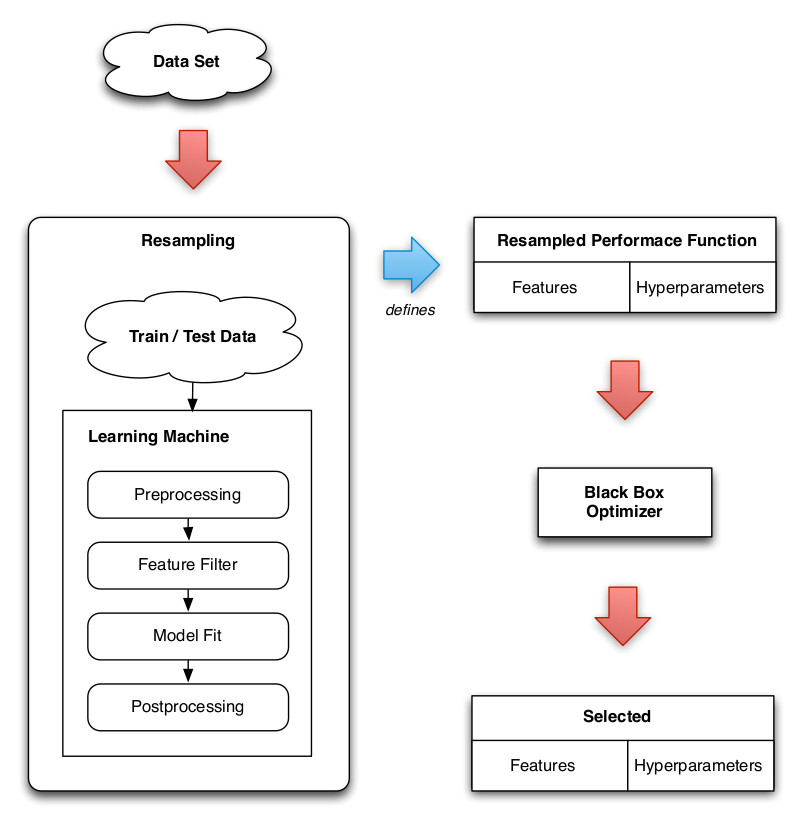 Data Set
Resampling
Train / Test Data
Learning Machine
Preprocessing
Feature Filter
Model Fit
Postprocessing
defines
Resampled Performace Function
Features
Hyperparameters
Black Box
Optimizer
Selected
Features
Hyperparameters